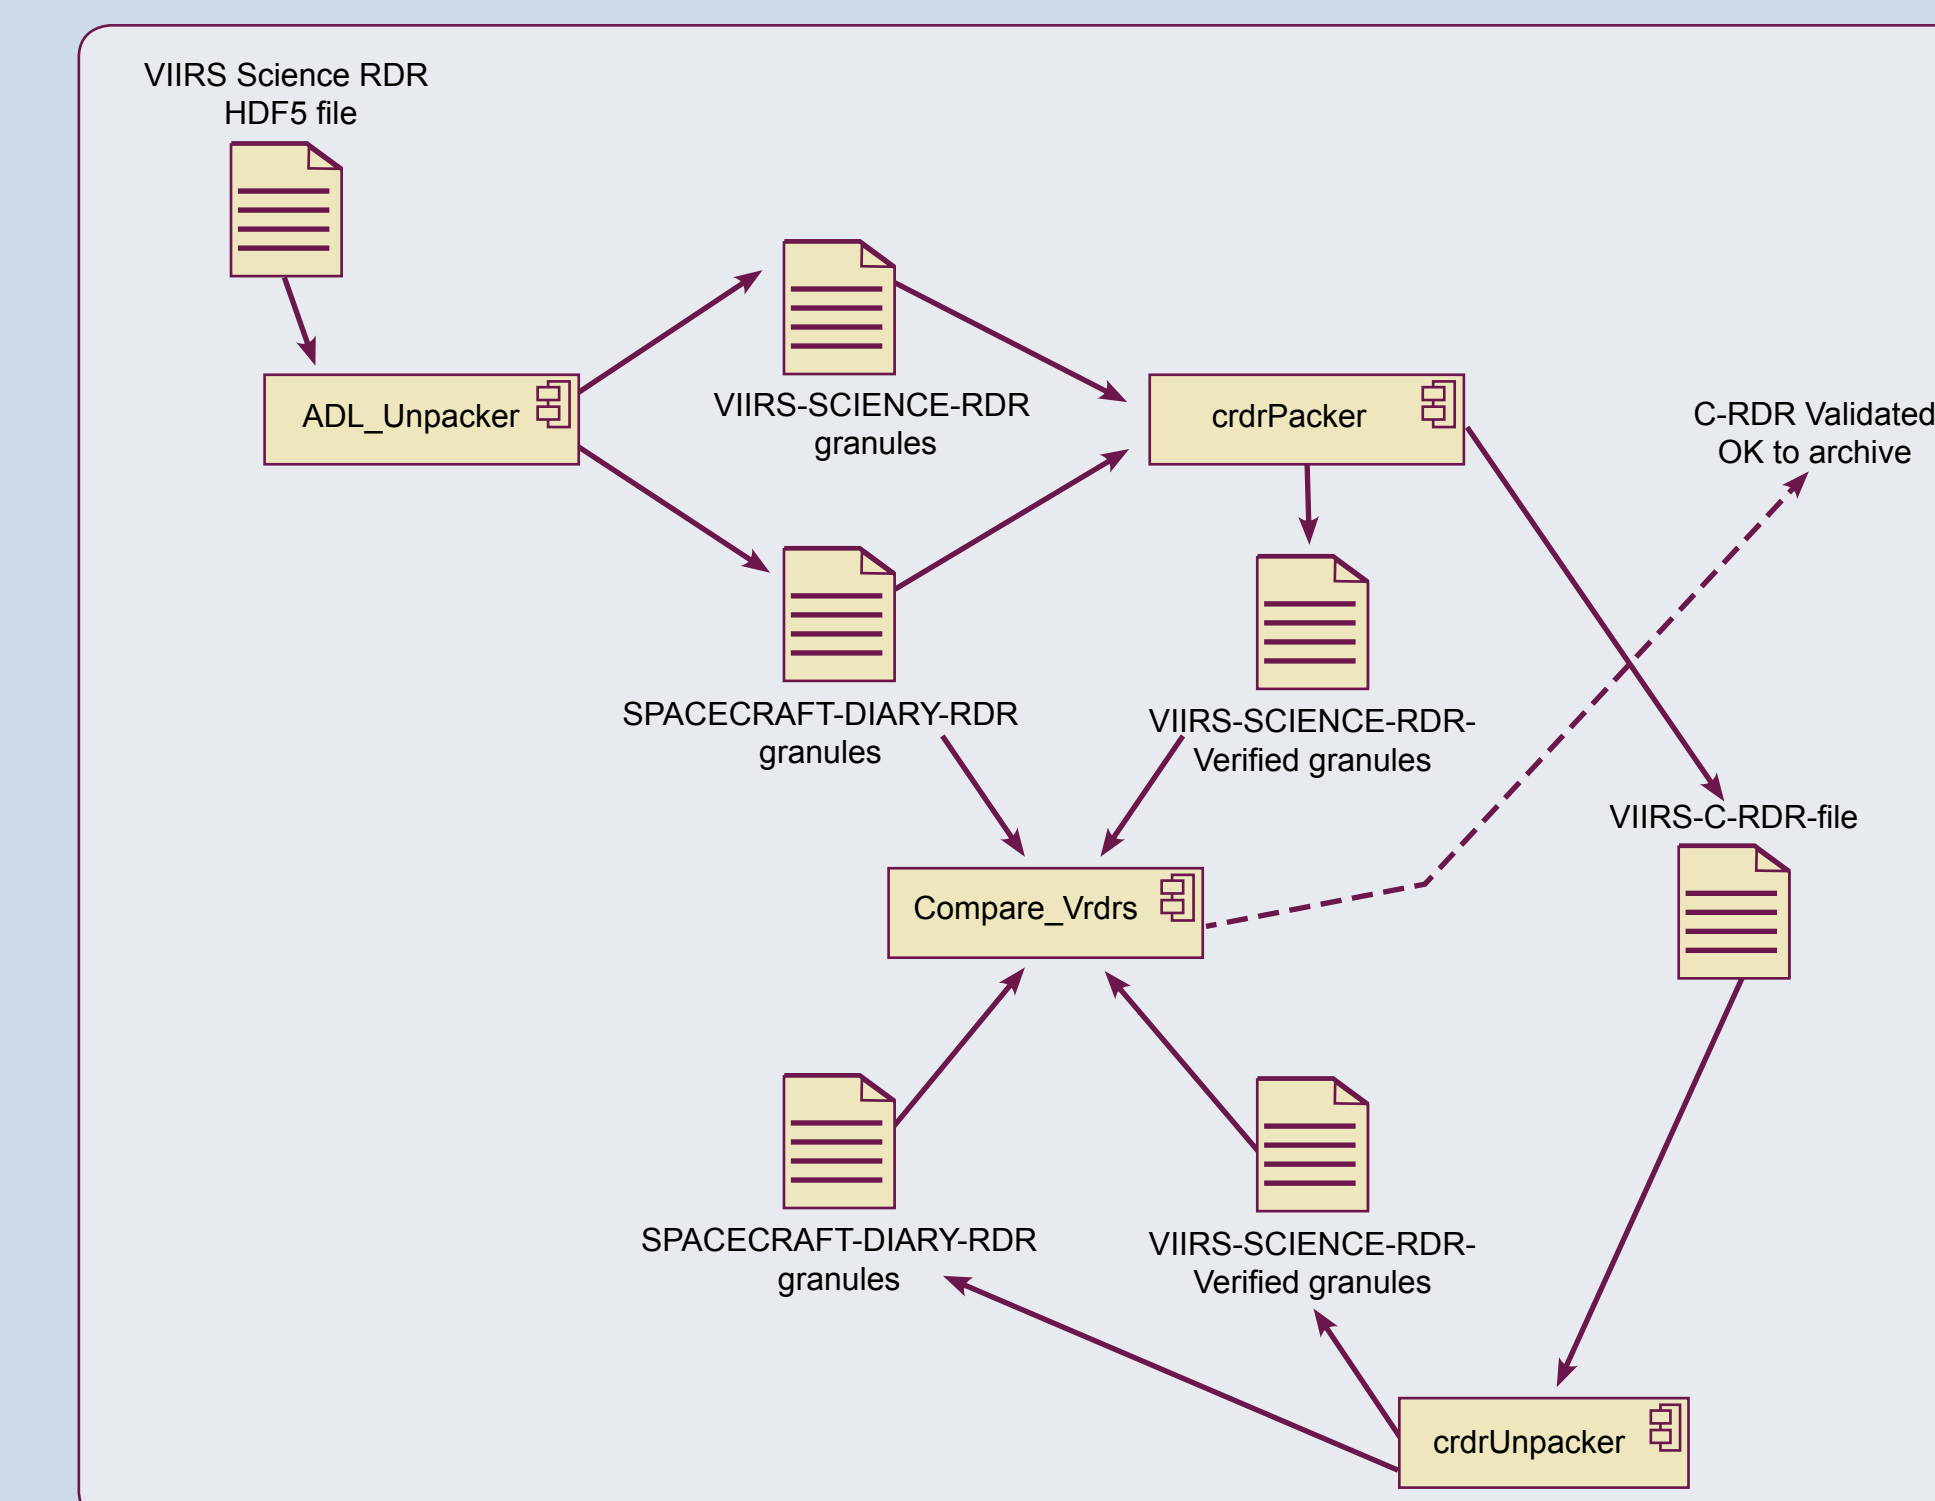 VIIRS Science RDR
HDF5 file
ADL_Unpacker
VIIRS-SCIENCE-RDR
granules
crdrPacker
C-RDR Validated
OK to archive
SPACECRAFT-DIARY-RDR
granules
VIIRS-SCIENCE-RDR-
Verified granules
VIIRS-C-RDR-file
Compare_Vrdrs
SPACECRAFT-DIARY-RDR
granules
VIIRS-SCIENCE-RDR-
Verified granules
crdrUnpacker